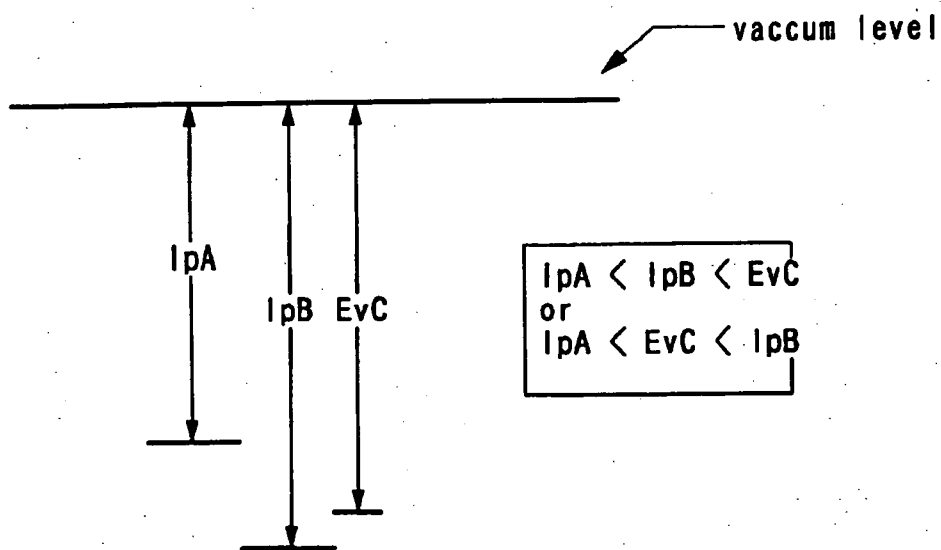 vaccum level
IpA
IpB EvC
IpA < IpB < EvC
or
IpA < EvC < IpB